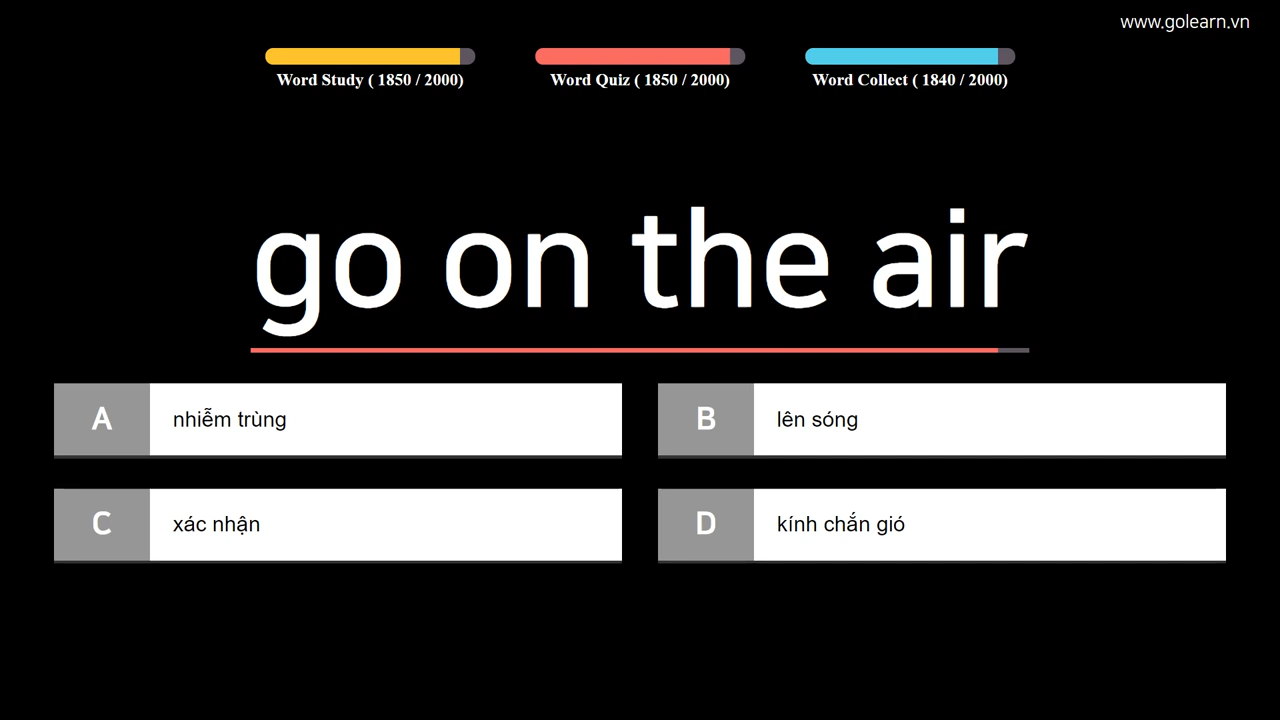 www.golearn.vn
Word Study ( 1850 / 2000)
Word Quiz ( 1850 / 2000)
Word Collect ( 1840 / 2000)
go on the air
A nhiễm trùng
B lên sóng
C xác nhận
D kính chắn gió